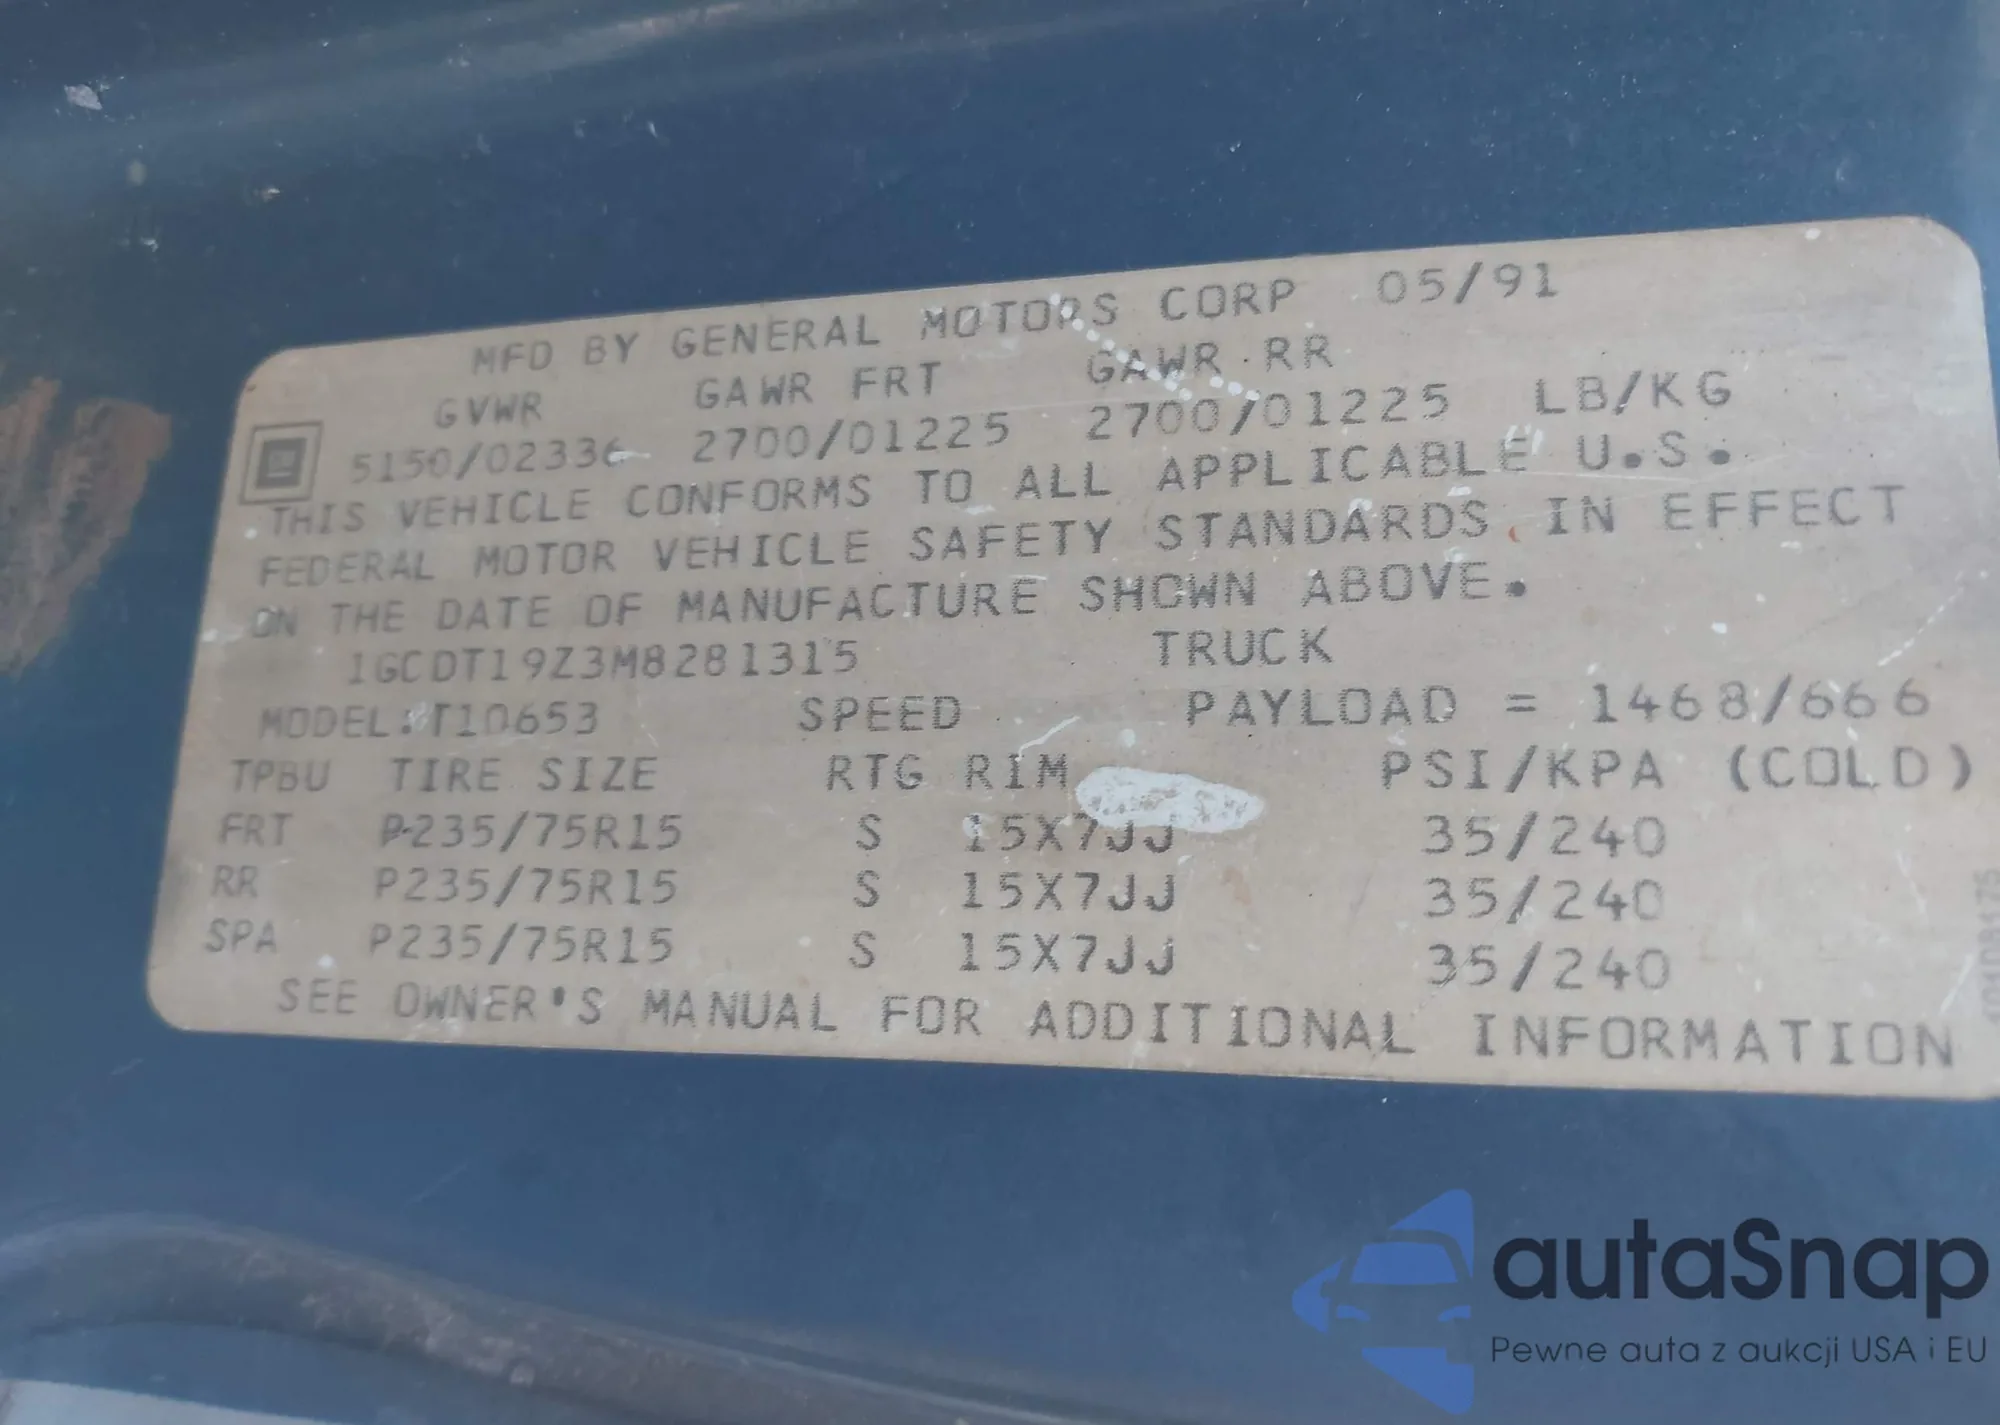 MFD BY GENERAL MOTORS CORP 05/91
GVWR GAWR FRT GAWR RR
5150/02336 2700/01225 2700/01225 LB/KG
THIS VEHICLE CONFORMS TO ALL APPLICABLE U.S.
FEDERAL MOTOR VEHICLE SAFETY STANDARDS IN EFFECT
ON THE DATE OF MANUFACTURE SHOWN ABOVE.
1GCDT19Z3M8281315 TRUCK
MODEL:T10653 SPEED PAYLOAD = 1468/666
TPBU TIRE SIZE RTG RIM PSI/KPA (COLD)
FRT P235/75R15 S 15X7JJ 35/240
RR P235/75R15 S 15X7JJ 35/240
SPA P235/75R15 S 15X7JJ 35/240
SEE OWNER'S MANUAL FOR ADDITIONAL INFORMATION
autaSnap
Pewne auta z aukcji USA i EU